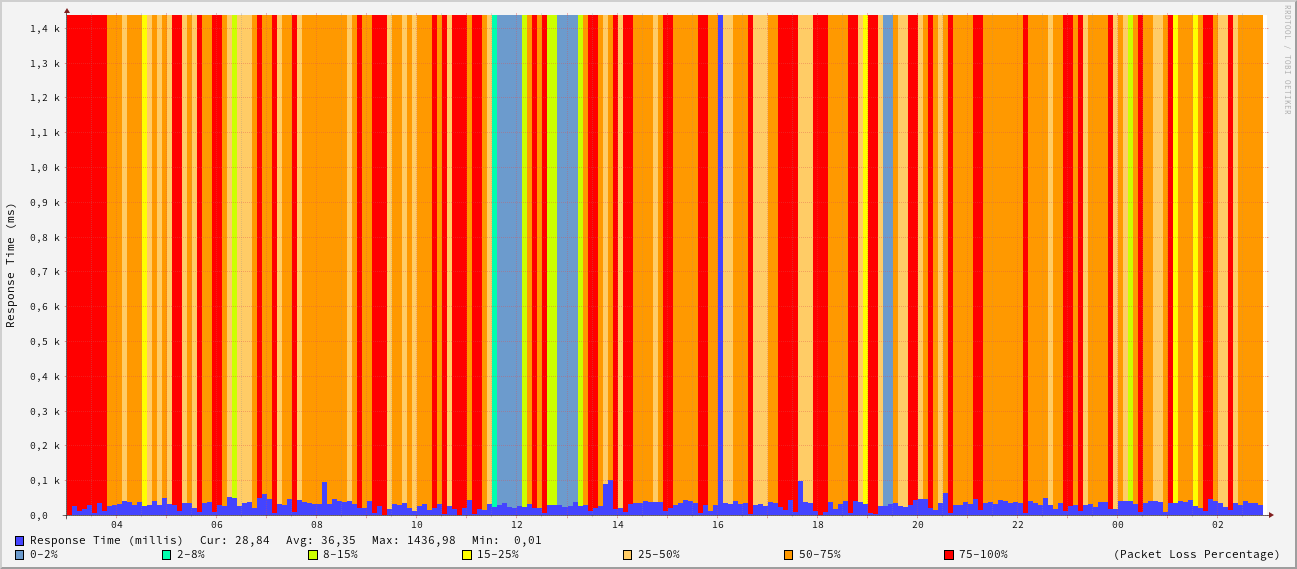 RRDTOOL / TOBI OETIKER
Response Time (ms)
1,4 k
1,3 k
1,2 k
1,1 k
1,0 k
0,9 k
0,8 k
0,7 k
0,6 k
0,5 k
0,4 k
0,3 k
0,2 k
0,1 k
0,0
04 06 08 10 12 14 16 18 20 22 00 02
Response Time (millis) Cur: 28,84 Avg: 36,35 Max: 1436,98 Min: 0,01
0-2% 2-8% 8-15% 15-25% 25-50% 50-75% 75-100% (Packet Loss Percentage)